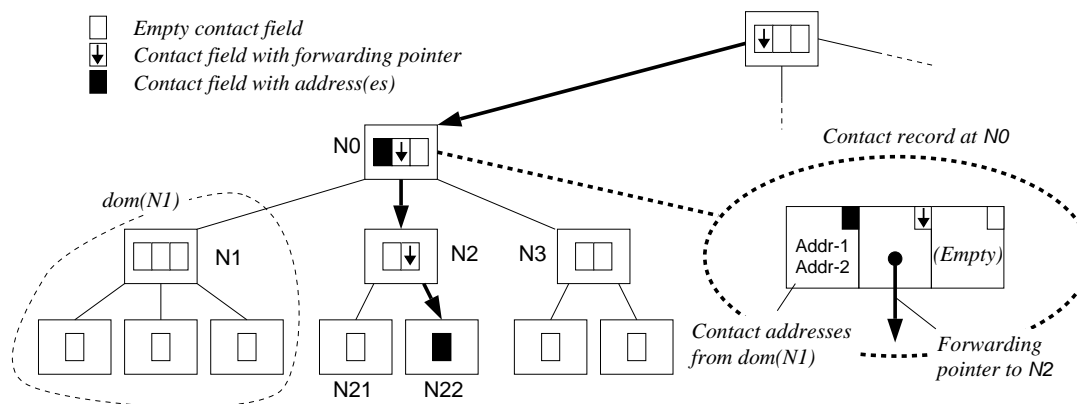 Empty contact field
Contact field with forwarding pointer
Contact field with address(es)
N0
Contact record at N0
dom(N1)
N1
N2
N3
Addr-1
Addr-2
(Empty)
Contact addresses
from dom(N1)
Forwarding
pointer to N2
N21
N22